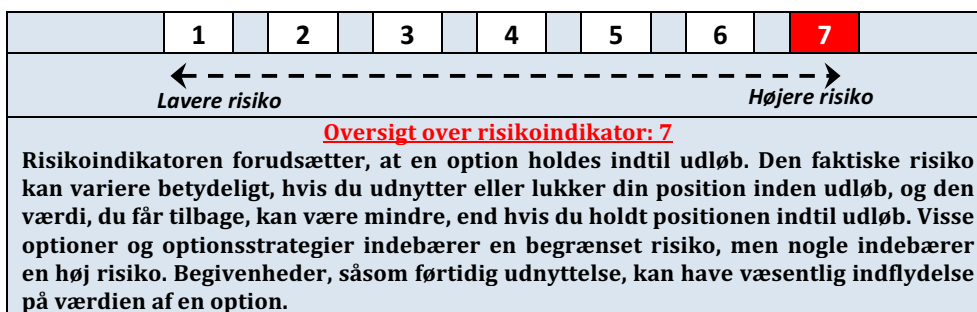 1 2 3 4 5 6 7
Lavere risiko Højere risiko
Oversigt over risikoindikator: 7
Risikoindikatoren forudsætter, at en option holdes indtil udløb. Den faktiske risiko
kan variere betydeligt, hvis du udnytter eller lukker din position inden udløb, og den
værdi, du får tilbage, kan være mindre, end hvis du holdt positionen indtil udløb. Visse
optioner og optionsstrategier indebærer en begrænset risiko, men nogle indebærer
en høj risiko. Begivenheder, såsom førtidig udnyttelse, kan have væsentlig indflydelse
på værdien af en option.